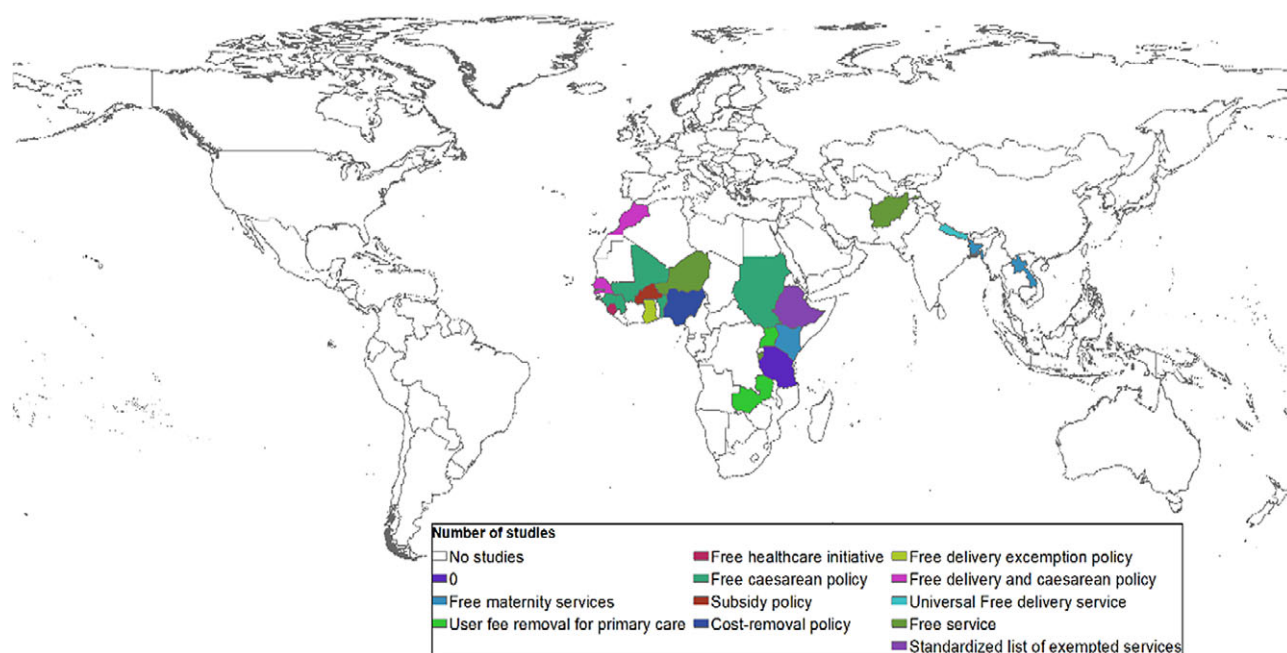 Number of studies
No studies
0
Free maternity services
User fee removal for primary care
Free healthcare initiative
Free caesarean policy
Subsidy policy
Cost-removal policy
Free delivery excemption policy
Free delivery and caesarean policy
Universal Free delivery service
Free service
Standardized list of exempted services